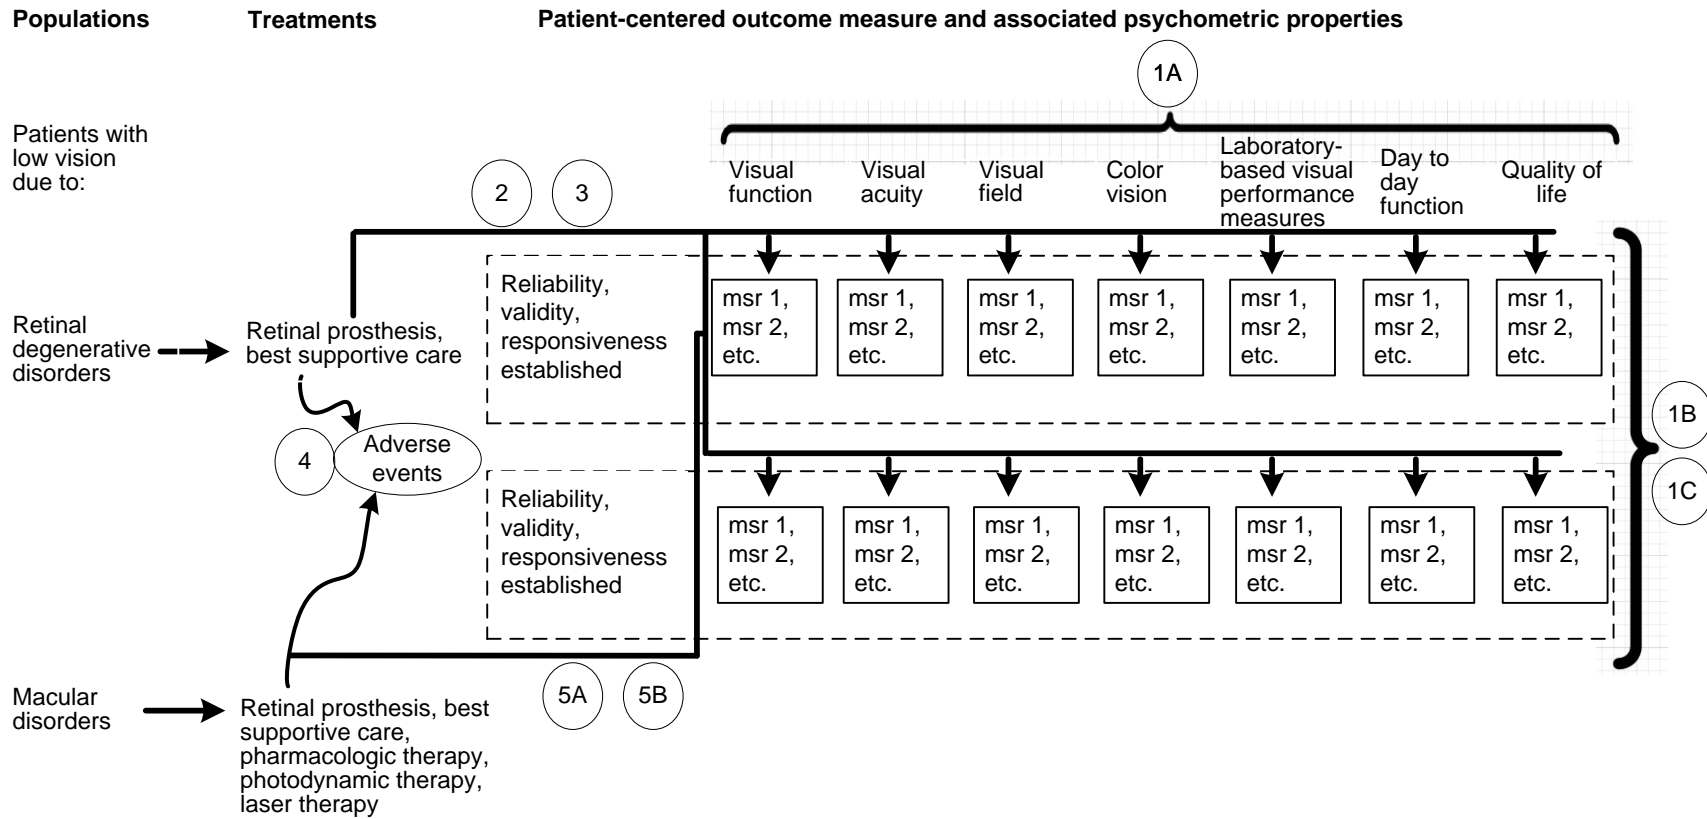 Populations
Treatments
Patient-centered outcome measure and associated psychometric properties
1A
Patients with
low vision
due to:
2
3
Visual
function
Visual
acuity
Visual
field
Color
vision
Laboratory-
based visual
performance
measures
Day to
day
function
Quality of
life
Retinal
degenerative
disorders
Retinal prosthesis,
best supportive care
Reliability,
validity,
responsiveness
established
msr 1,
msr 2,
etc.
msr 1,
msr 2,
etc.
msr 1,
msr 2,
etc.
msr 1,
msr 2,
etc.
msr 1,
msr 2,
etc.
msr 1,
msr 2,
etc.
msr 1,
msr 2,
etc.
1B
1C
4
Adverse
events
Reliability,
validity,
responsiveness
established
msr 1,
msr 2,
etc.
msr 1,
msr 2,
etc.
msr 1,
msr 2,
etc.
msr 1,
msr 2,
etc.
msr 1,
msr 2,
etc.
msr 1,
msr 2,
etc.
msr 1,
msr 2,
etc.
5A
5B
Macular
disorders
Retinal prosthesis, best
supportive care,
pharmacologic therapy,
photodynamic therapy,
laser therapy